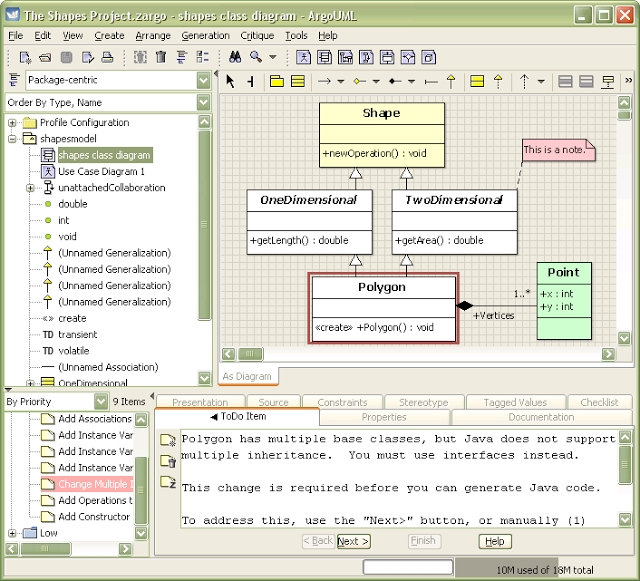 The Shapes Project.zargo - shapes class diagram - ArgoUML
File Edit View Create Arrange Generation Critique Tools Help
Package-centric
Order By Type, Name
Profile Configuration
shapesmodel
shapes class diagram
Use Case Diagram 1
unattachedCollaboration
double
int
void
(Unnamed Generalization)
(Unnamed Generalization)
(Unnamed Generalization)
(Unnamed Generalization)
«» create
TD transient
TD volatile
(Unnamed Association)
OneDimensional
Shape
+newOperation() : void
This is a note.
OneDimensional
+getLength() : double
TwoDimensional
+getArea() : double
Polygon
«create» +Polygon() : void
1..*
+Vertices
Point
+x : int
+y : int
As Diagram
By Priority 9 Items
Add Associations
Add Instance Var
Add Instance Var
Add Instance Var
Change Multiple I
Add Operations t
Add Constructor
Low
Presentation Source Constraints Stereotype Tagged Values Checklist
ToDo Item Properties Documentation
Polygon has multiple base classes, but Java does not support
multiple inheritance. You must use interfaces instead.
This change is required before you can generate Java code.
To address this, use the "Next>" button, or manually (1)
< Back Next > Finish Help
10M used of 18M total